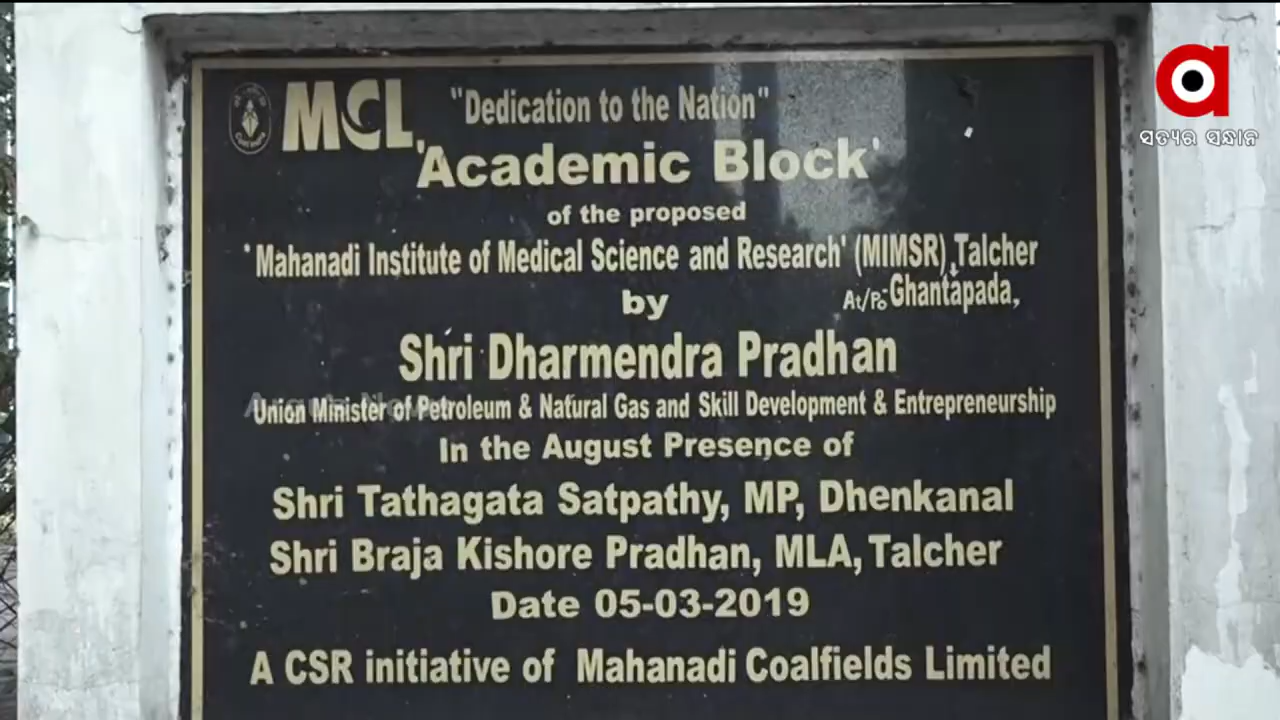 MCL "Dedication to the Nation"
'Academic Block'
of the proposed
'Mahanadi Institute of Medical Science and Research' (MIMSR), Talcher
At/Po-Ghantapada,
by
Shri Dharmendra Pradhan
Union Minister of Petroleum & Natural Gas and Skill Development & Entrepreneurship
In the August Presence of
Shri Tathagata Satpathy, MP, Dhenkanal
Shri Braja Kishore Pradhan, MLA, Talcher
Date 05-03-2019
A CSR initiative of Mahanadi Coalfields Limited
a
ସତ୍ୟର ସନ୍ଧାନ